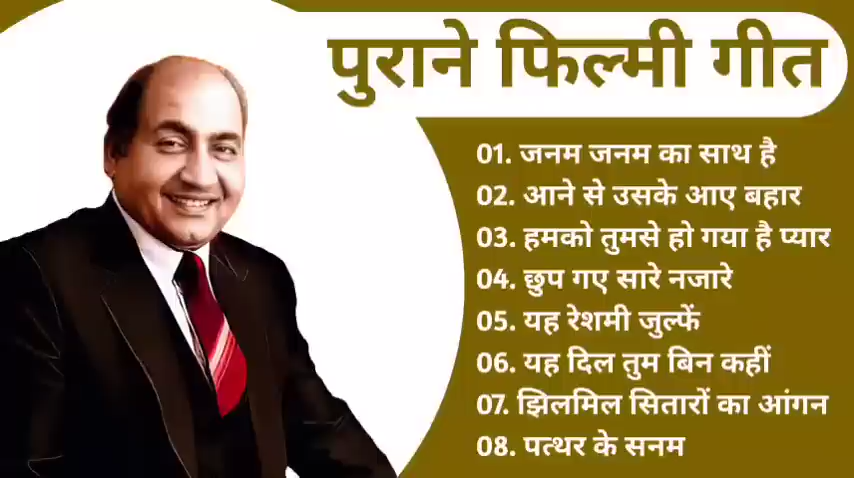 पुराने फिल्मी गीत
01. जनम जनम का साथ है
02. आने से उसके आए बहार
03. हमको तुमसे हो गया है प्यार
04. छुप गए सारे नजारे
05. यह रेशमी जुल्फें
06. यह दिल तुम बिन कहीं
07. झिलमिल सितारों का आंगन
08. पत्थर के सनम